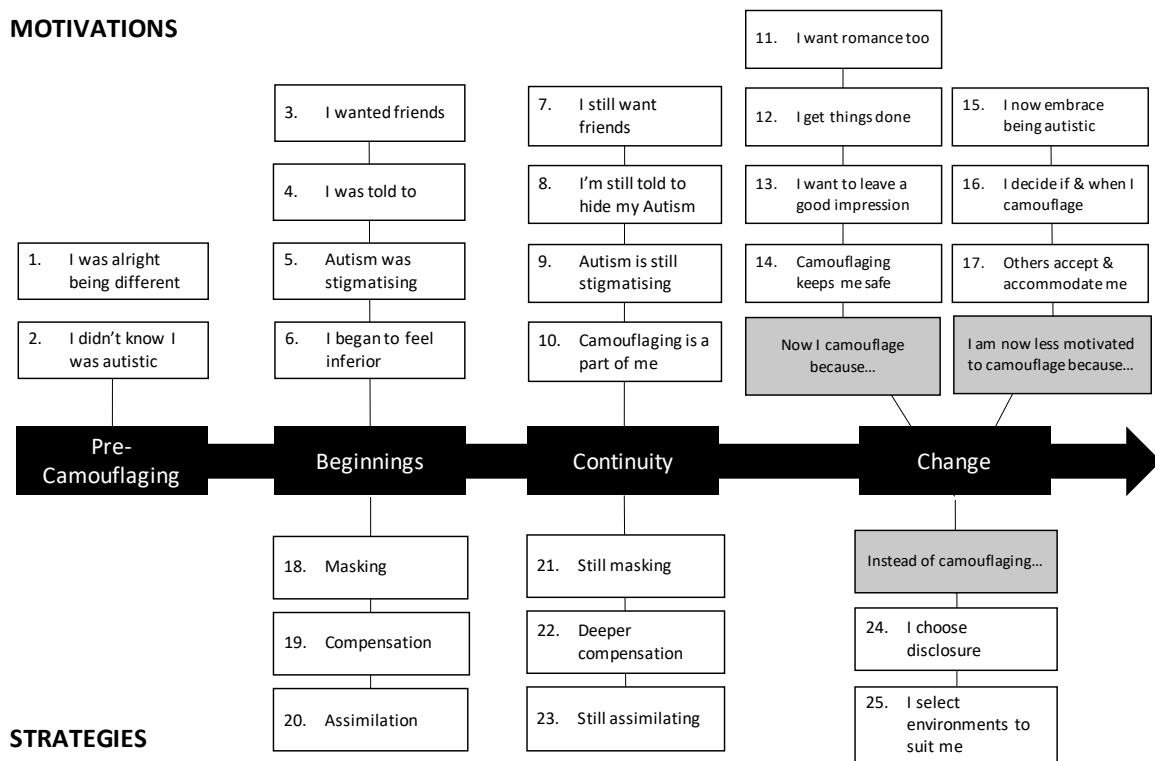 MOTIVATIONS
1. I was alright
being different
2. I didn't know I
was autistic
3. I wanted friends
4. I was told to
5. Autism was
stigmatising
6. I began to feel
inferior
7. I still want
friends
8. I'm still told to
hide my Autism
9. Autism is still
stigmatising
10. Camouflaging is a
part of me
11. I want romance too
12. I get things done
13. I want to leave a
good impression
14. Camouflaging
keeps me safe
Now I camouflage
because…
15. I now embrace
being autistic
16. I decide if & when I
camouflage
17. Others accept &
accommodate me
I am now less motivated
to camouflage because…
Pre-
Camouflaging
Beginnings
Continuity
Change
18. Masking
19. Compensation
20. Assimilation
21. Still masking
22. Deeper
compensation
23. Still assimilating
Instead of camouflaging…
24. I choose
disclosure
25. I select
environments to
suit me
STRATEGIES